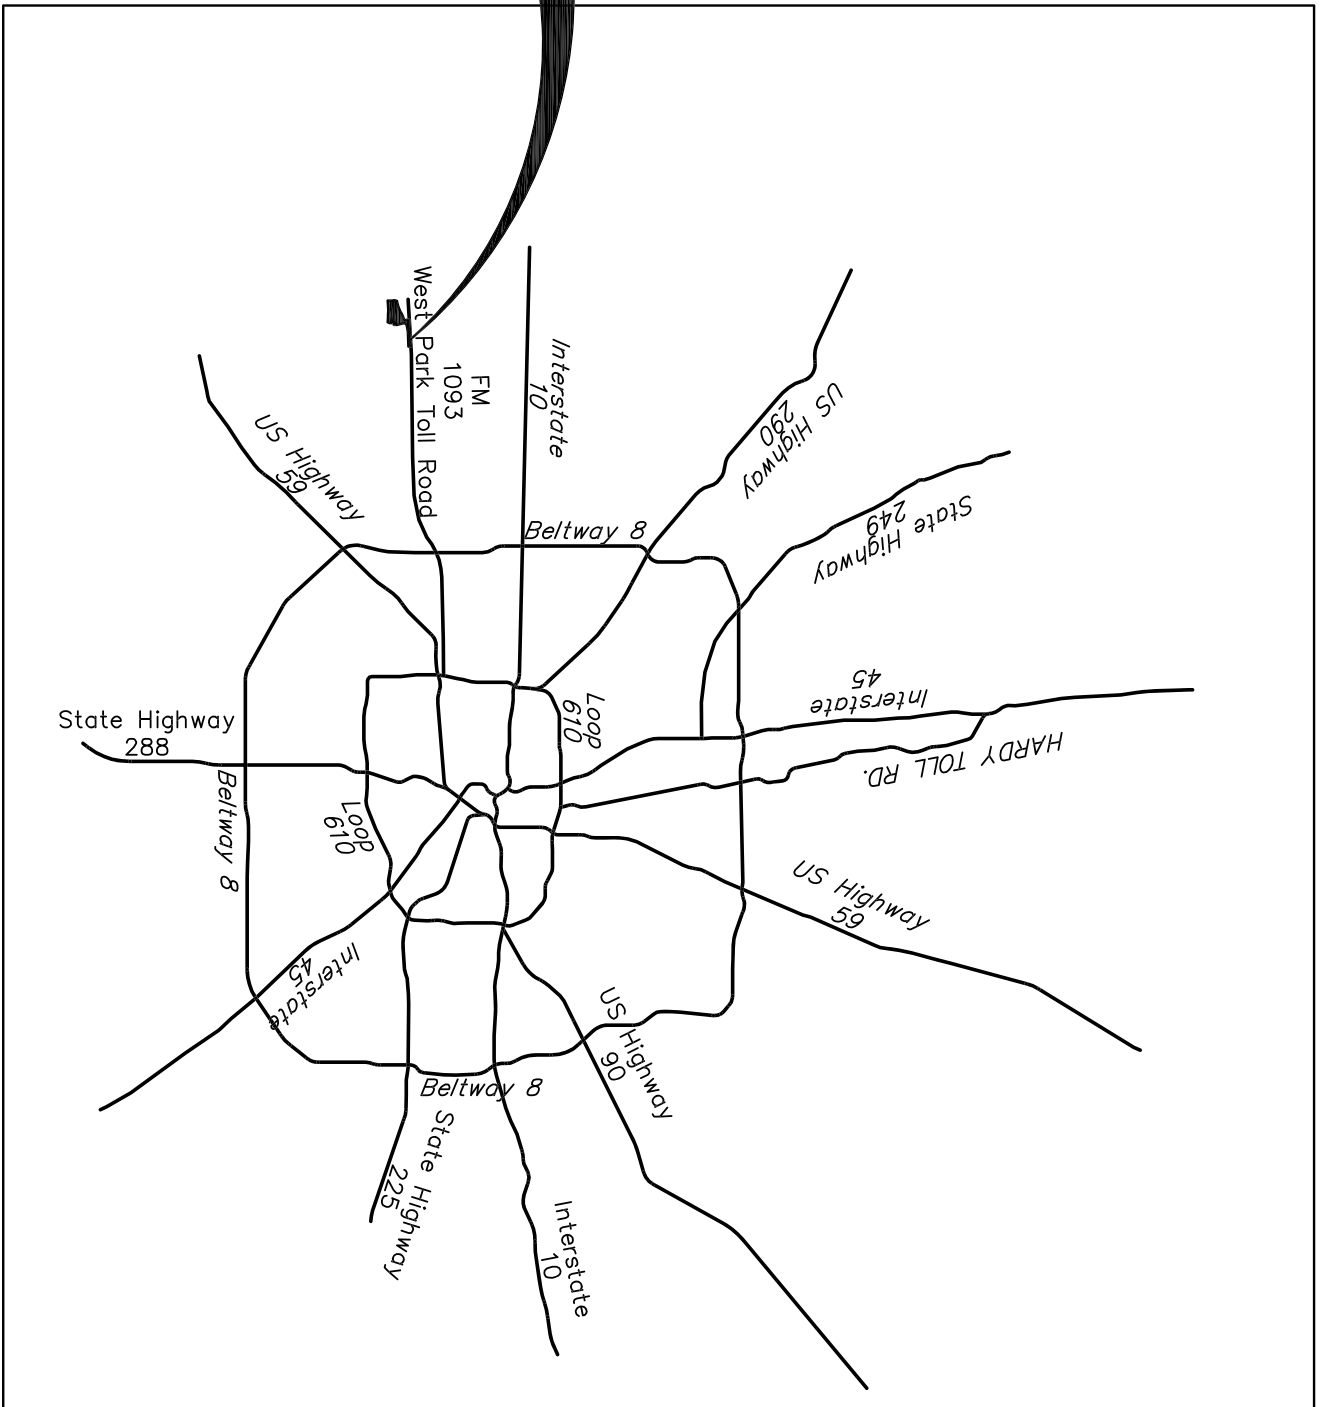 West Park Toll Road
FM
1093
Interstate
10
US Highway
59
US Highway
290
State Highway
249
Beltway 8
Interstate
45
HARDY TOLL RD.
Loop
610
State Highway
288
Beltway 8
Loop
610
US Highway
59
Interstate
45
US Highway
90
Beltway 8
State Highway
225
Interstate
10